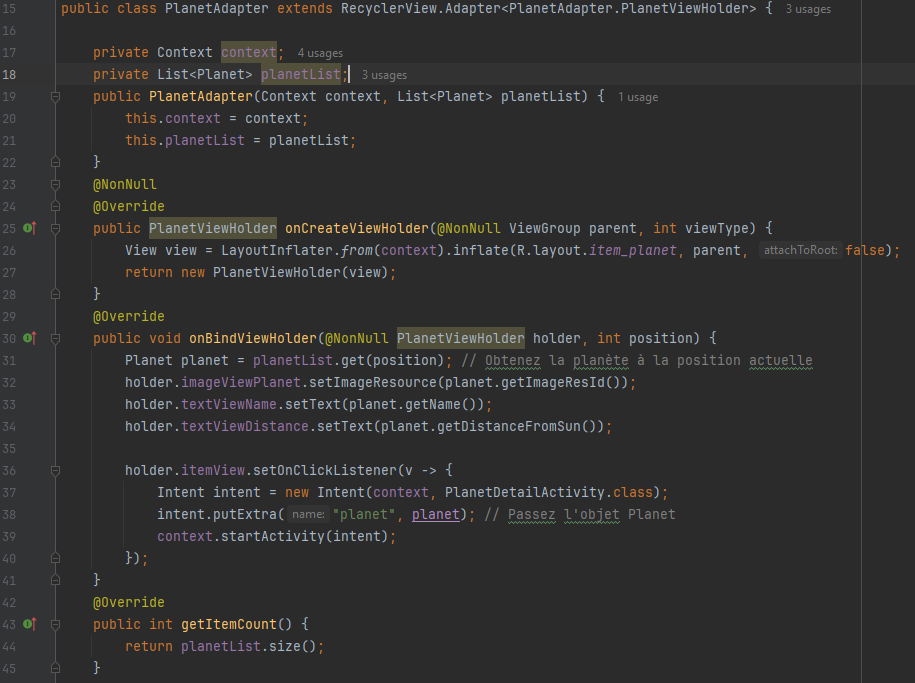 15 public class PlanetAdapter extends RecyclerView.Adapter<PlanetAdapter.PlanetViewHolder> { 3 usages
16
17 private Context context; 4 usages
18 private List<Planet> planetList; 3 usages
19 public PlanetAdapter(Context context, List<Planet> planetList) { 1 usage
20 this.context = context;
21 this.planetList = planetList;
22 }
23 @NonNull
24 @Override
25 public PlanetViewHolder onCreateViewHolder(@NonNull ViewGroup parent, int viewType) {
26 View view = LayoutInflater.from(context).inflate(R.layout.item_planet, parent, attachToRoot: false);
27 return new PlanetViewHolder(view);
28 }
29 @Override
30 public void onBindViewHolder(@NonNull PlanetViewHolder holder, int position) {
31 Planet planet = planetList.get(position); // Obtenez la planète à la position actuelle
32 holder.imageViewPlanet.setImageResource(planet.getImageResId());
33 holder.textViewName.setText(planet.getName());
34 holder.textViewDistance.setText(planet.getDistanceFromSun());
35
36 holder.itemView.setOnClickListener(v -> {
37 Intent intent = new Intent(context, PlanetDetailActivity.class);
38 intent.putExtra( name: "planet", planet); // Passez l'objet Planet
39 context.startActivity(intent);
40 });
41 }
42 @Override
43 public int getItemCount() {
44 return planetList.size();
45 }